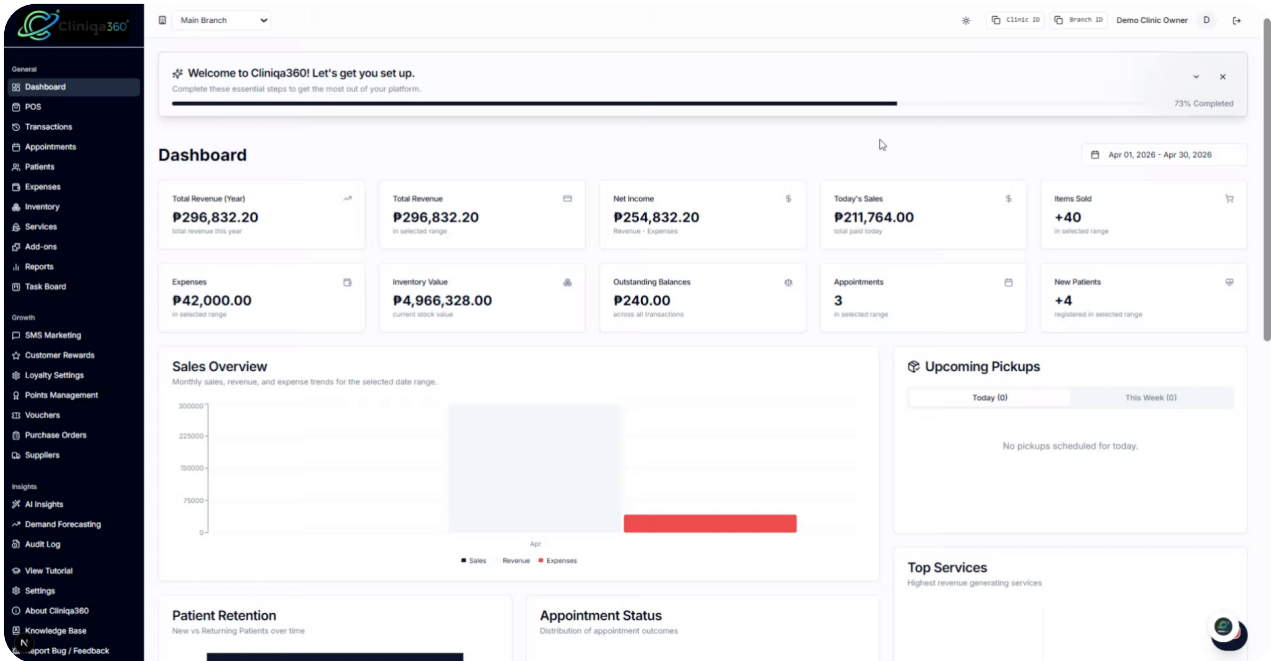 Cliniqa360°
General
Dashboard
POS
Transactions
Appointments
Patients
Expenses
Inventory
Services
Add-ons
Reports
Task Board
Growth
SMS Marketing
Customer Rewards
Loyalty Settings
Points Management
Vouchers
Purchase Orders
Suppliers
Insights
AI Insights
Demand Forecasting
Audit Log
View Tutorial
Settings
About Cliniqa360
Knowledge Base
N
eport Bug / Feedback
Main Branch
Clinic ID
Branch ID
Demo Clinic Owner
D
Welcome to Cliniqa360! Let's get you set up.
Complete these essential steps to get the most out of your platform.
73% Completed
Dashboard
Apr 01, 2026 - Apr 30, 2026
Total Revenue (Year)
₱296,832.20
total revenue this year
Total Revenue
₱296,832.20
in selected range
Net Income
$
₱254,832.20
Revenue - Expenses
Today's Sales
$
₱211,764.00
total paid today
Items Sold
+40
in selected range
Expenses
₱42,000.00
in selected range
Inventory Value
₱4,966,328.00
current stock value
Outstanding Balances
₱240.00
across all transactions
Appointments
3
in selected range
New Patients
+4
registered in selected range
Sales Overview
Monthly sales, revenue, and expense trends for the selected date range.
300000
225000
150000
75000
0
Apr
Sales Revenue Expenses
Upcoming Pickups
Today (0)
This Week (0)
No pickups scheduled for today.
Top Services
Highest revenue generating services
Patient Retention
New vs Returning Patients over time
Appointment Status
Distribution of appointment outcomes